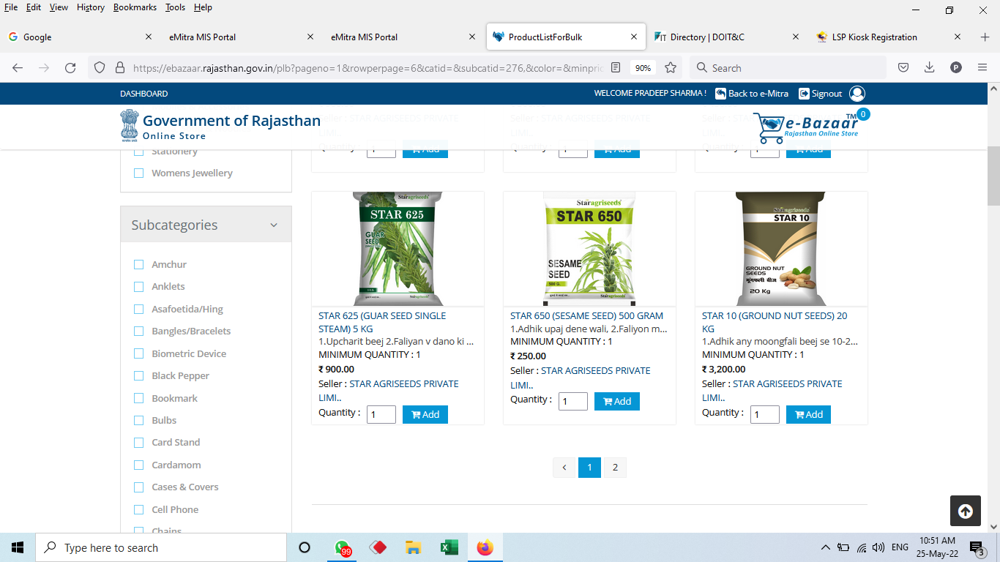 File Edit View History Bookmarks Tools Help
Google
eMitra MIS Portal
eMitra MIS Portal
ProductListForBulk
Directory | DOIT&C
LSP Kiosk Registration
https://ebazaar.rajasthan.gov.in/plb?pageno=1&rowperpage=6&catid=&subcatid=276,&color=&minpric
90%
Search
P
DASHBOARD
WELCOME PRADEEP SHARMA !
Back to e-Mitra
Signout
Government of Rajasthan
Online Store
e-Bazaar TM
Rajasthan Online Store
0
Seller : STAR AGRISEEDS PRIVATE
LIMI..
Seller : STAR AGRISEEDS PRIVATE
LIMI..
Seller : STAR AGRISEEDS PRIVATE
LIMI..
Add
Add
Add
Stationery
Womens Jewellery
Subcategories
Amchur
Anklets
Asafoetida/Hing
Bangles/Bracelets
Biometric Device
Black Pepper
Bookmark
Bulbs
Card Stand
Cardamom
Cases & Covers
Cell Phone
Chains
Staragriseeds
STAR 625
GUAR
SEED
Staragriseeds
STAR 625 (GUAR SEED SINGLE
STEAM) 5 KG
1.Upcharit beej 2.Faliyan v dano ki ...
MINIMUM QUANTITY : 1
₹ 900.00
Seller : STAR AGRISEEDS PRIVATE
LIMI..
Quantity : 1 Add
Staragriseeds
STAR 650
SESAME
SEED
500 G.
Staragriseeds
STAR 650 (SESAME SEED) 500 GRAM
1.Adhik upaj dene wali, 2.Faliyon m...
MINIMUM QUANTITY : 1
₹ 250.00
Seller : STAR AGRISEEDS PRIVATE
LIMI..
Quantity : 1 Add
Staragriseeds
STAR 10
GROUND NUT
SEEDS
मूंगफली बीज
20 Kg
STAR 10 (GROUND NUT SEEDS) 20
KG
1.Adhik any moongfali beej se 10-2...
MINIMUM QUANTITY : 1
₹ 3,200.00
Seller : STAR AGRISEEDS PRIVATE
LIMI..
Quantity : 1 Add
1 2
Type here to search
99
ENG
10:51 AM
25-May-22
3